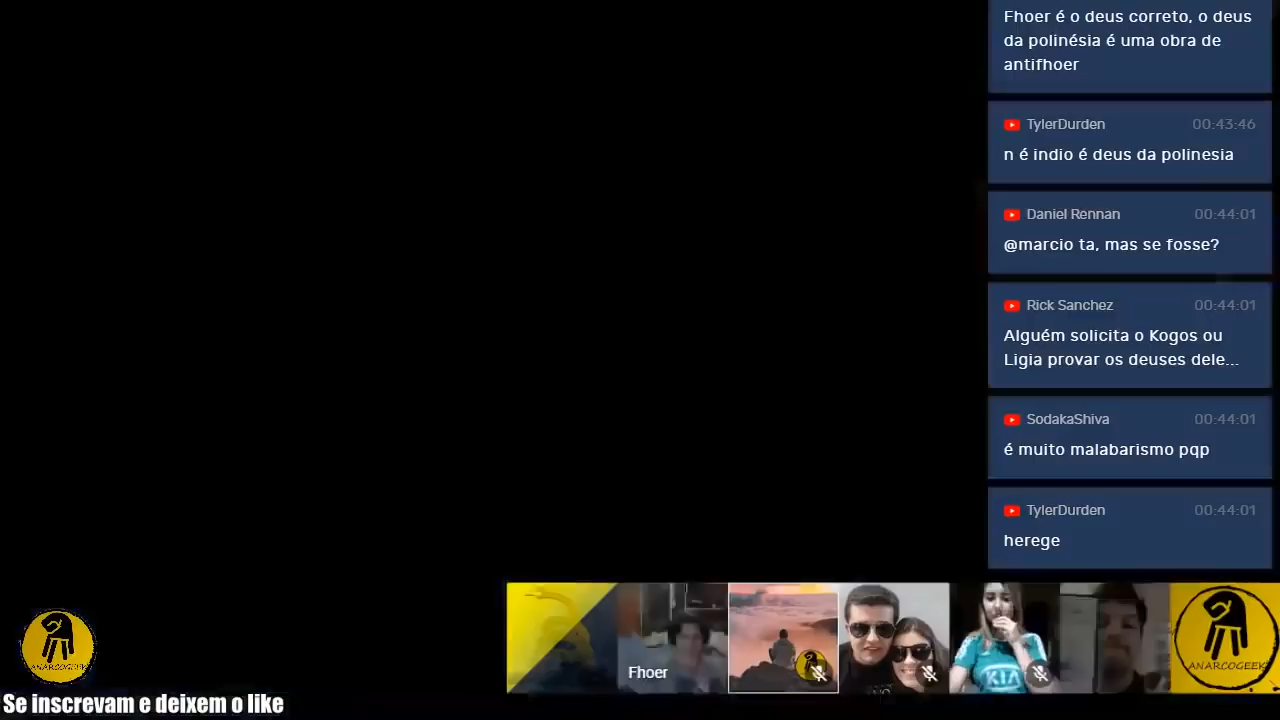 Fhoer é o deus correto, o deus
da polinésia é uma obra de
antifhoer
TylerDurden 00:43:46
n é indio é deus da polinesia
Daniel Rennan 00:44:01
@marcio ta, mas se fosse?
Rick Sanchez 00:44:01
Alguém solicita o Kogos ou
Ligia provar os deuses dele...
SodakaShiva 00:44:01
é muito malabarismo pqp
TylerDurden 00:44:01
herege
Fhoer
KIA
ANARCOGEEK
ANARCOGEEK
Se inscrevam e deixem o like